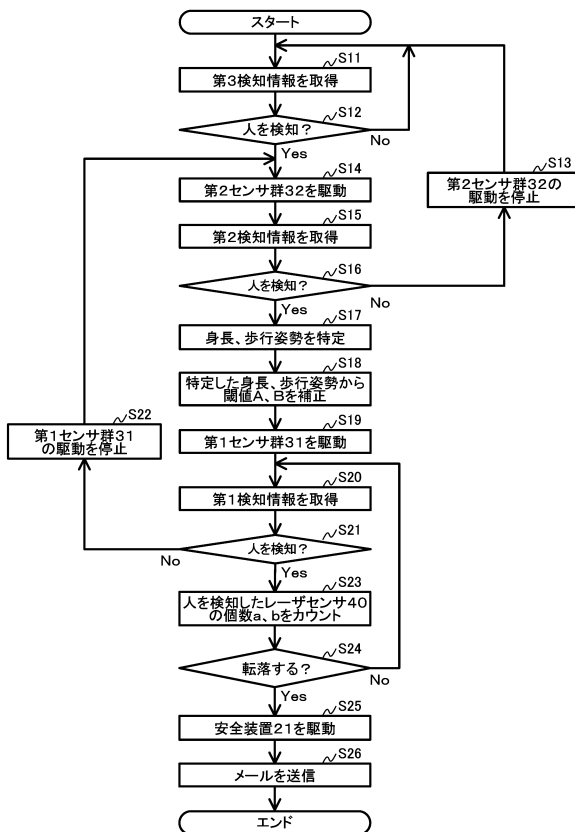 スタート
S11
第3検知情報を取得
S12
人を検知？
No
Yes
S13
第2センサ群32の
駆動を停止
S14
第2センサ群32を駆動
S15
第2検知情報を取得
S16
人を検知？
No
Yes
S17
身長、歩行姿勢を特定
S18
特定した身長、歩行姿勢から
閾値A、Bを補正
S19
第1センサ群31を駆動
S22
第1センサ群31
の駆動を停止
S20
第1検知情報を取得
S21
人を検知？
No
Yes
S23
人を検知したレーザセンサ40
の個数a、bをカウント
S24
転落する？
No
Yes
S25
安全装置21を駆動
S26
メールを送信
エンド